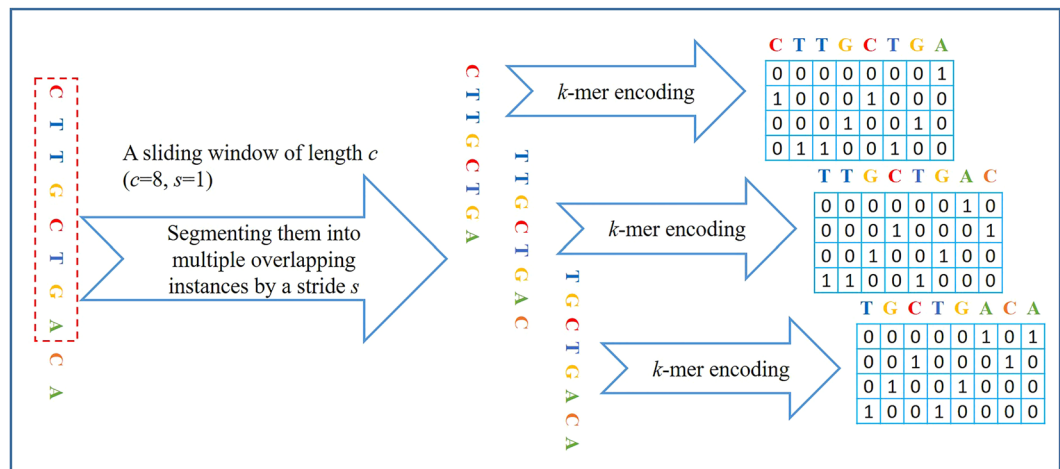 C T T G C T G A C A
A sliding window of length c
(c=8, s=1)
Segmenting them into
multiple overlapping
instances by a stride s
C T T G C T G A
T T G C T G A C
T G C T G A C A
k-mer encoding
C T T G C T G A
0 0 0 0 0 0 0 1
1 0 0 0 1 0 0 0
0 0 0 1 0 0 1 0
0 1 1 0 0 1 0 0
k-mer encoding
T T G C T G A C
0 0 0 0 0 0 1 0
0 0 0 1 0 0 0 1
0 0 1 0 0 1 0 0
1 1 0 0 1 0 0 0
k-mer encoding
T G C T G A C A
0 0 0 0 0 1 0 1
0 0 1 0 0 0 1 0
0 1 0 0 1 0 0 0
1 0 0 1 0 0 0 0